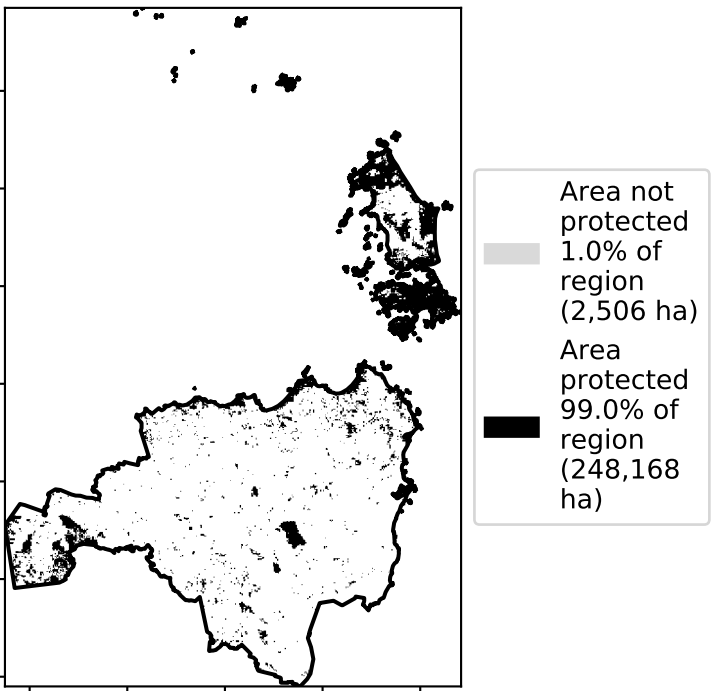 Area not
protected
1.0% of
region
(2,506 ha)
Area
protected
99.0% of
region
(248,168
ha)